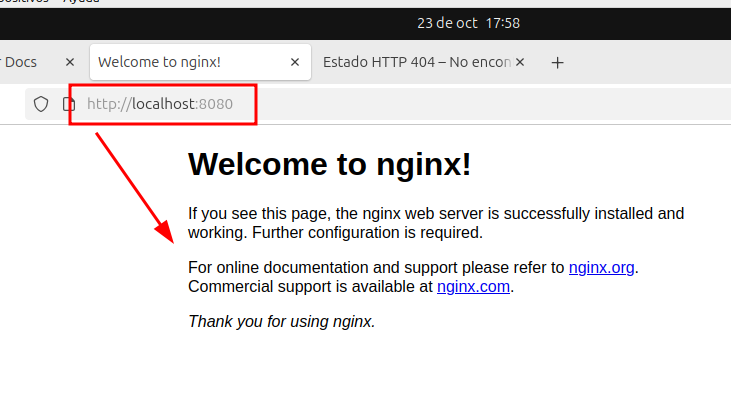 Ayuda
23 de oct 17:58
Docs
Welcome to nginx!
Estado HTTP 404 – No encon
http://localhost:8080
Welcome to nginx!
If you see this page, the nginx web server is successfully installed and
working. Further configuration is required.
For online documentation and support please refer to nginx.org.
Commercial support is available at nginx.com.
Thank you for using nginx.